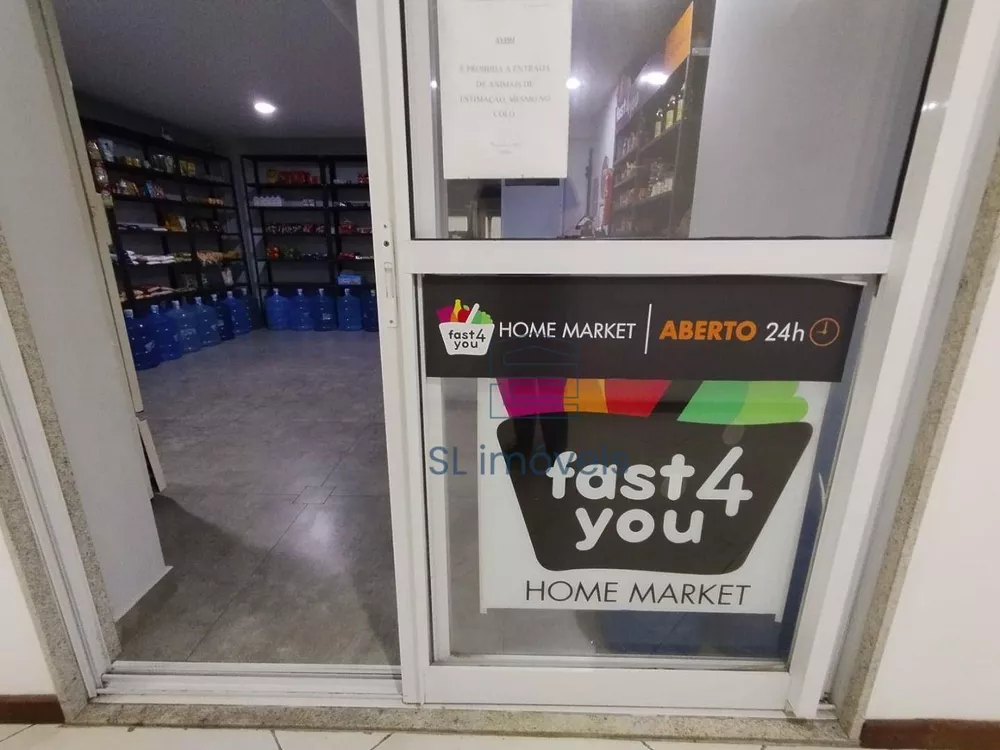 É PROIBIDA A ENTRADA
DE ANIMAIS DE
ESTIMAÇÃO, MESMO NO
COLO
fast4
fast4
you
HOME MARKET | ABERTO 24h
SL imóveis
fast4
you
HOME MARKET